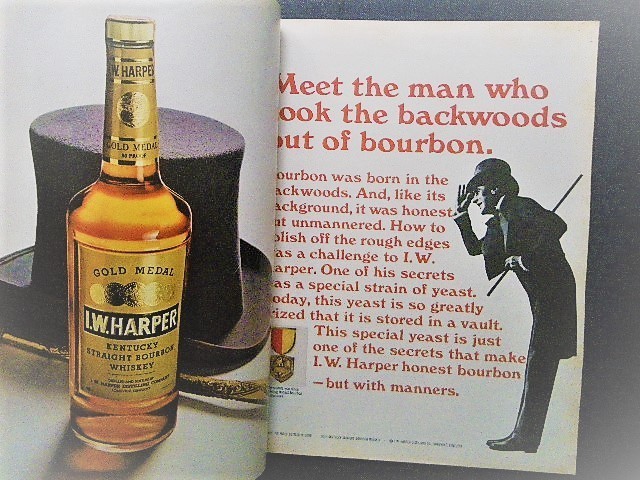 I.W. HARPER
GOLD MEDAL
GOLD MEDAL
I.W.HARPER
KENTUCKY
STRAIGHT BOURBON
WHISKEY
Meet the man who
ook the backwoods
out of bourbon.
ourbon was born in the
ackwoods. And, like its
ackground, it was honest
ut unmannered. How to
olish off the rough edges
as a challenge to I.W.
arper. One of his secrets
as a special strain of yeast.
oday, this yeast is so greatly
rized that it is stored in a vault.
This special yeast is just
one of the secrets that make
I.W. Harper honest bourbon
—but with manners.